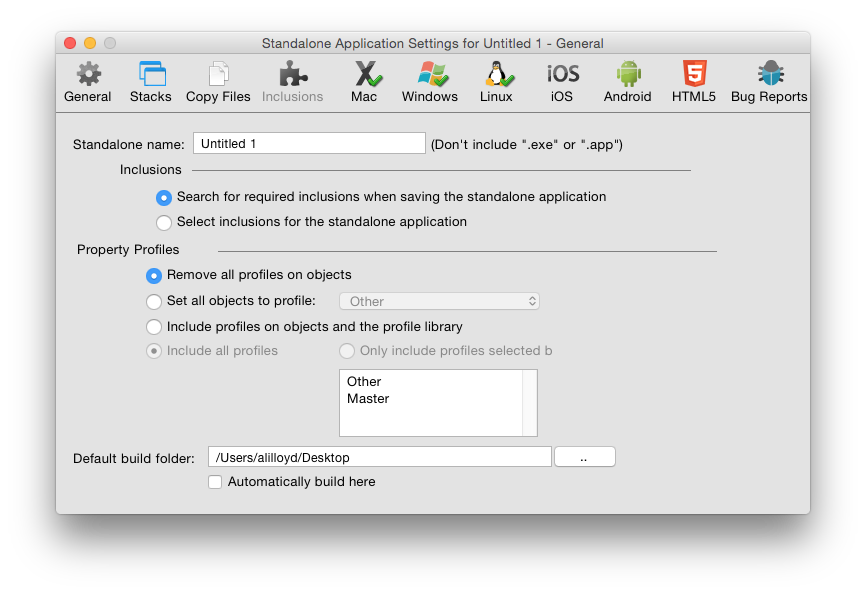 Standalone Application Settings for Untitled 1 - General
General Stacks Copy Files Inclusions Mac Windows Linux iOS Android HTML5 Bug Reports
Standalone name: Untitled 1 (Don't include ".exe" or ".app")
Inclusions
Search for required inclusions when saving the standalone application
Select inclusions for the standalone application
Property Profiles
Remove all profiles on objects
Set all objects to profile: Other
Include profiles on objects and the profile library
Include all profiles Only include profiles selected b
Other
Master
Default build folder: /Users/alilloyd/Desktop ..
Automatically build here